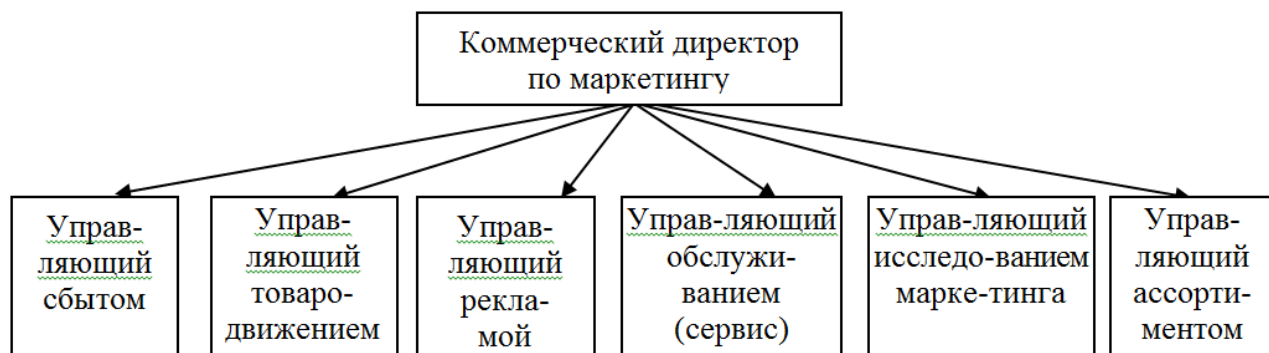 Коммерческий директор
по маркетингу
Управ-
ляющий
сбытом
Управ-
ляющий
товаро-
движением
Управ-
ляющий
рекла-
мой
Управ-ляющий
обслужи-
ванием
(сервис)
Управ-ляющий
исследо-ванием
марке-тинга
Управ-
ляющий
ассорти-
ментом